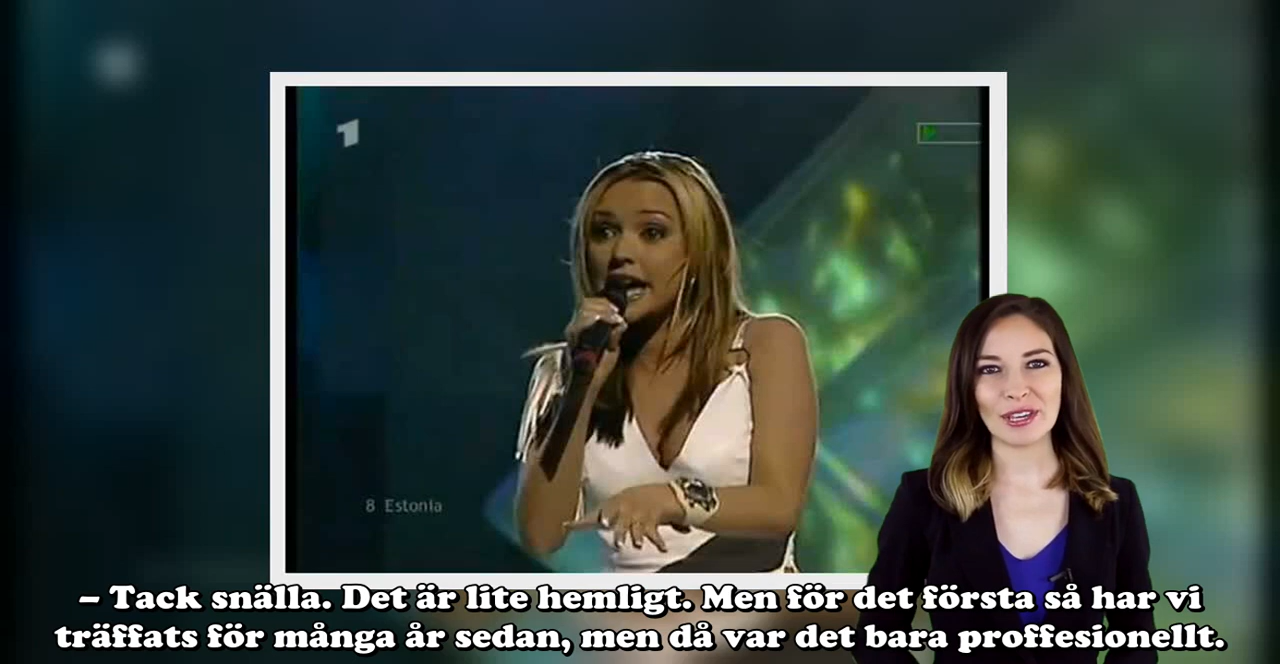 1
8 Estonia
– Tack snälla. Det är lite hemligt. Men för det första så har vi
träffats för många år sedan, men då var det bara proffesionellt.